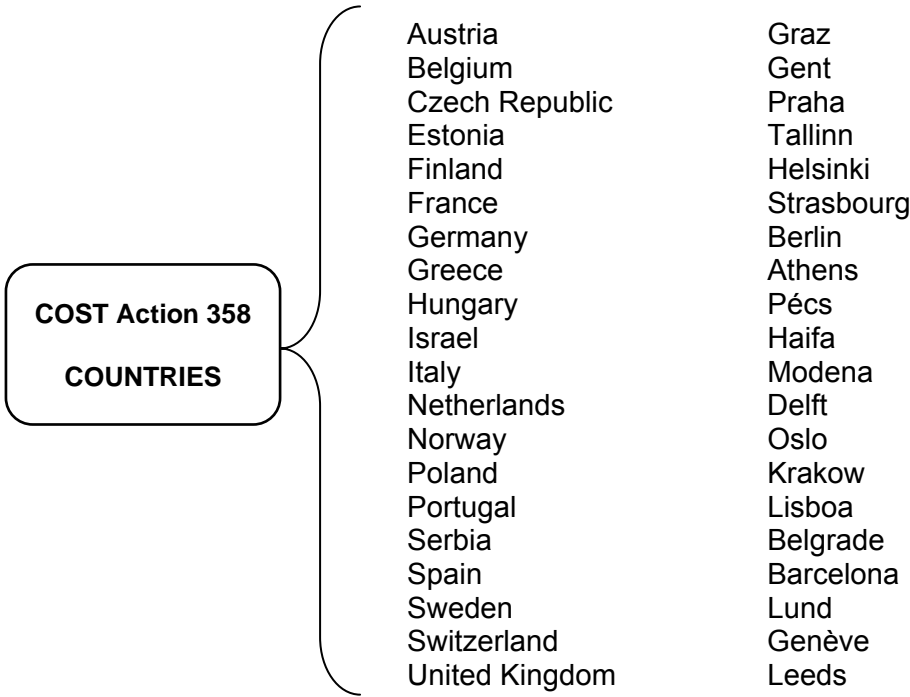 COST Action 358
COUNTRIES
Austria Graz
Belgium Gent
Czech Republic Praha
Estonia Tallinn
Finland Helsinki
France Strasbourg
Germany Berlin
Greece Athens
Hungary Pécs
Israel Haifa
Italy Modena
Netherlands Delft
Norway Oslo
Poland Krakow
Portugal Lisboa
Serbia Belgrade
Spain Barcelona
Sweden Lund
Switzerland Genève
United Kingdom Leeds